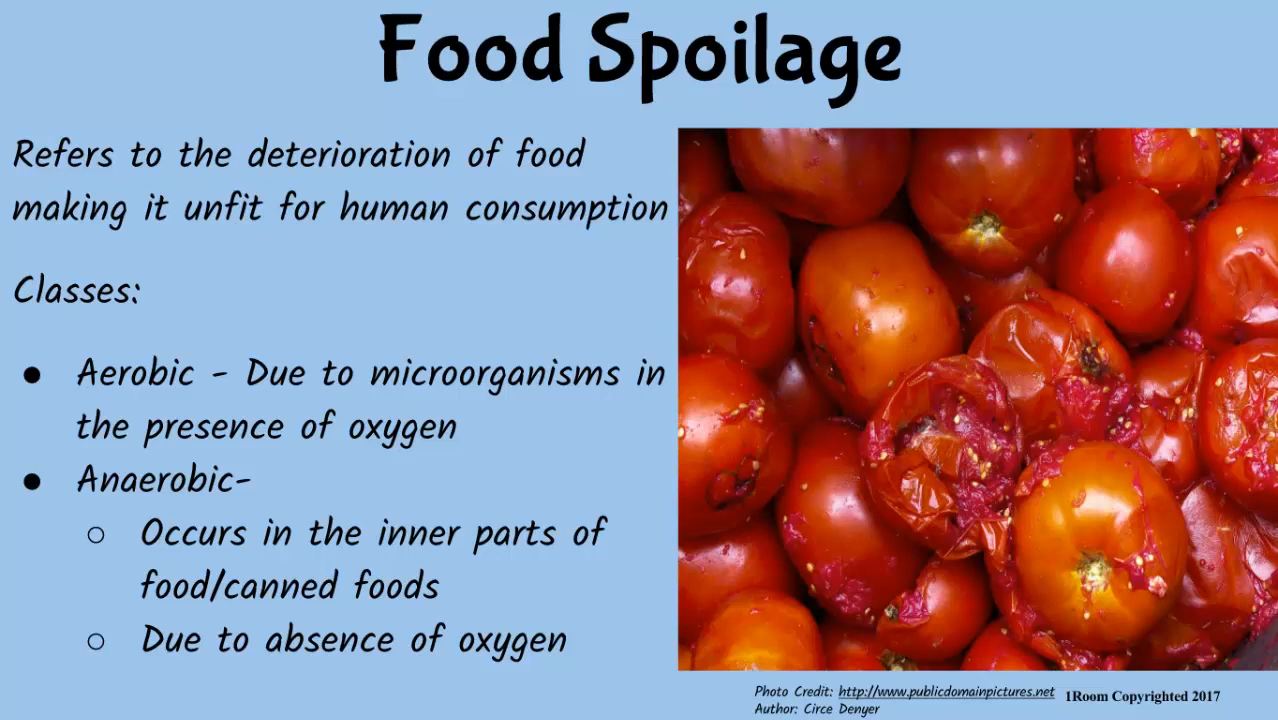 Food Spoilage
Refers to the deterioration of food
making it unfit for human consumption
Classes:
● Aerobic - Due to microorganisms in
the presence of oxygen
● Anaerobic-
○ Occurs in the inner parts of
food/canned foods
○ Due to absence of oxygen
Photo Credit: http://www.publicdomainpictures.net
Author: Circe Denyer
1Room Copyrighted 2017